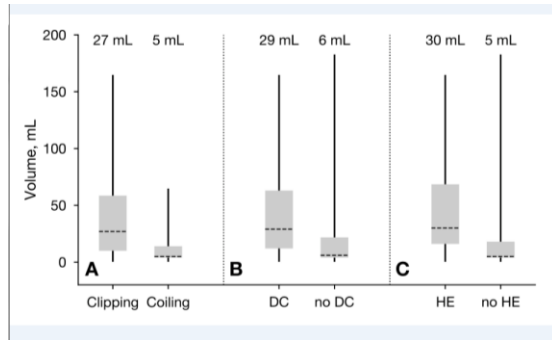 27 mL 5 mL 29 mL 6 mL 30 mL 5 mL
200
150
100
50
0
Volume, mL
A B C
Clipping Coiling DC no DC HE no HE